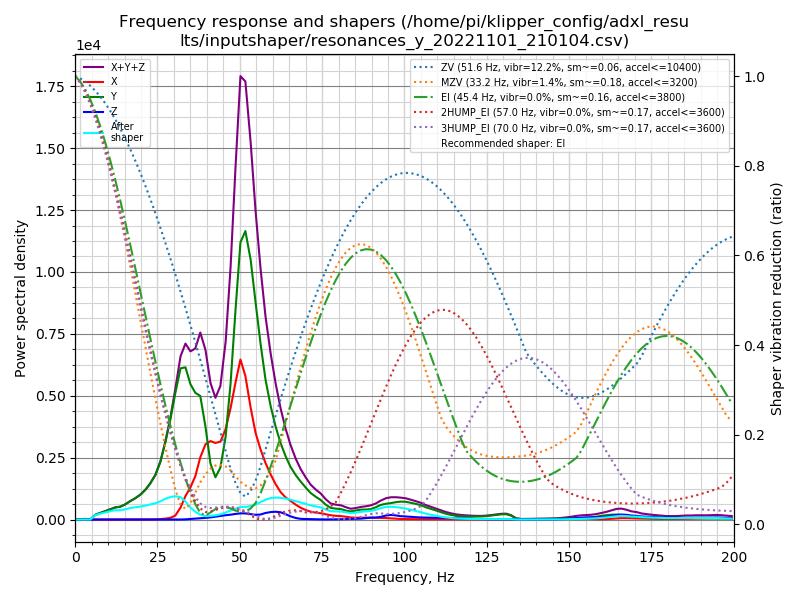 Frequency response and shapers (/home/pi/klipper_config/adxl_resu
lts/inputshaper/resonances_y_20221101_210104.csv)
1e4
X+Y+Z
X
Y
Z
After
shaper
ZV (51.6 Hz, vibr=12.2%, sm~=0.06, accel<=10400)
MZV (33.2 Hz, vibr=1.4%, sm~=0.18, accel<=3200)
EI (45.4 Hz, vibr=0.0%, sm~=0.16, accel<=3800)
2HUMP_EI (57.0 Hz, vibr=0.0%, sm~=0.17, accel<=3600)
3HUMP_EI (70.0 Hz, vibr=0.0%, sm~=0.17, accel<=3600)
Recommended shaper: EI
Power spectral density
1.75
1.50
1.25
1.00
0.75
0.50
0.25
0.00
1.0
0.8
0.6
0.4
0.2
0.0
Shaper vibration reduction (ratio)
0 25 50 75 100 125 150 175 200
Frequency, Hz